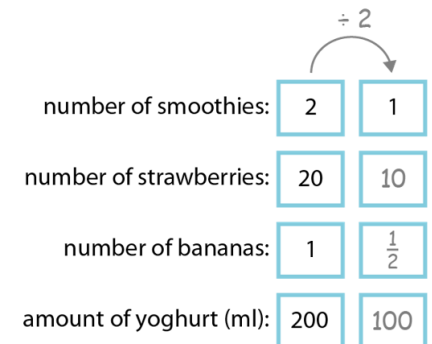 ÷ 2
number of smoothies: 2 1
number of strawberries: 20 10
number of bananas: 1 1/2
amount of yoghurt (ml): 200 100